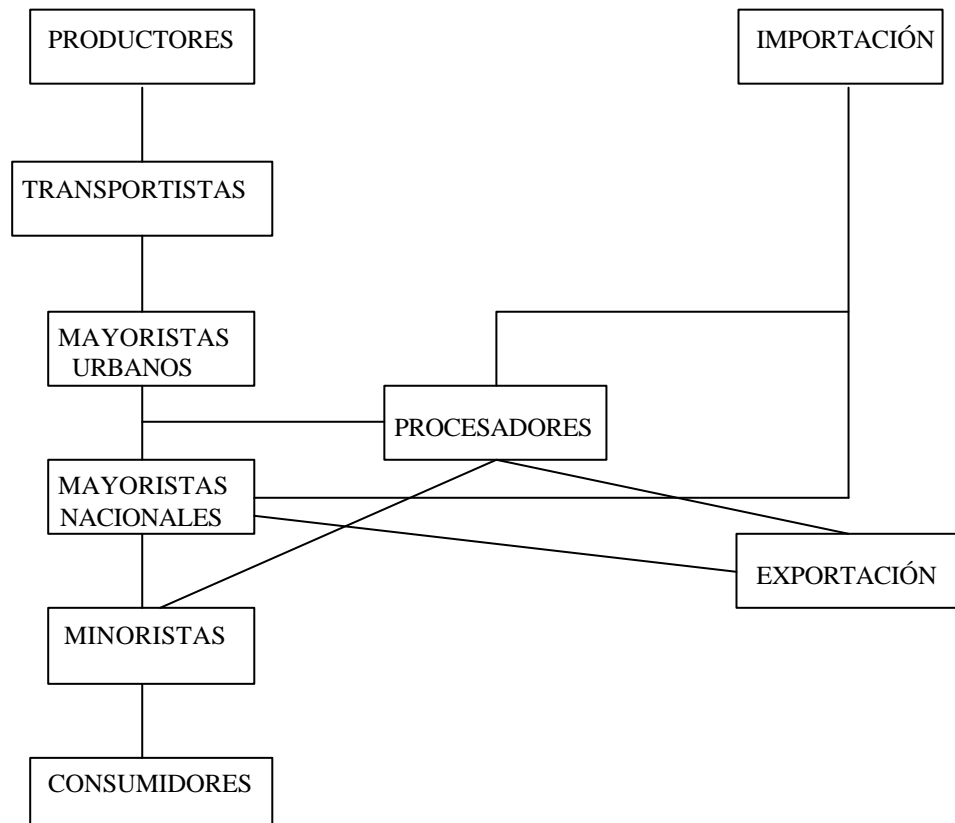 PRODUCTORES
IMPORTACIÓN
TRANSPORTISTAS
MAYORISTAS
URBANOS
PROCESADORES
MAYORISTAS
NACIONALES
EXPORTACIÓN
MINORISTAS
CONSUMIDORES